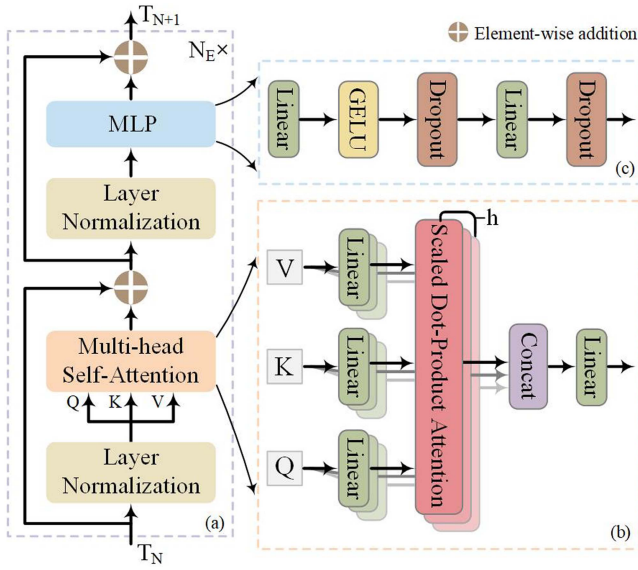 T_N+1
N_E×
Element-wise addition
MLP
Layer
Normalization
Multi-head
Self-Attention
Q K V
Layer
Normalization
(a)
T_N
Linear
GELU
Dropout
Linear
Dropout
(c)
h
V
Linear
K
Linear
Q
Linear
Scaled Dot-Product Attention
Concat
Linear
(b)